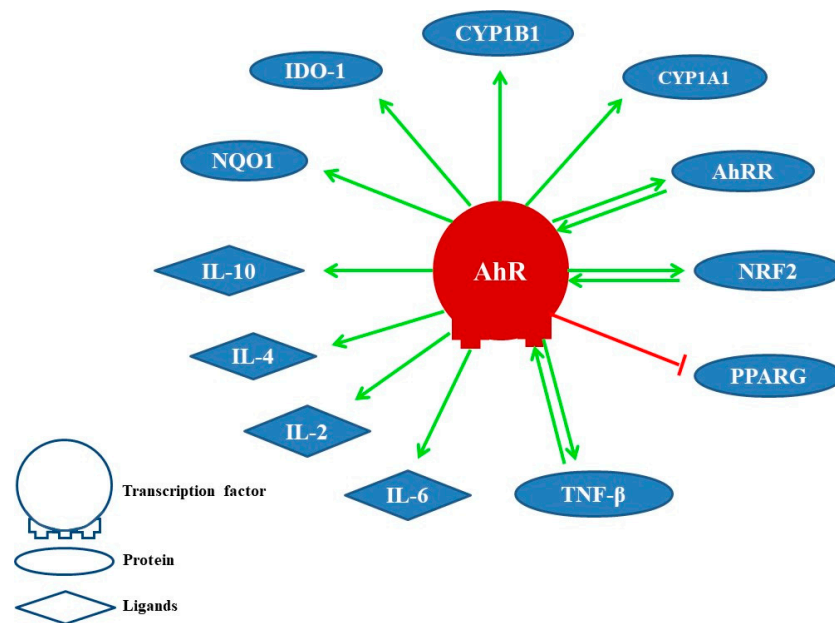 CYP1B1
IDO-1
CYP1A1
NQO1
AhRR
IL-10
AhR
NRF2
IL-4
PPARG
IL-2
IL-6
TNF-β
Transcription factor
Protein
Ligands